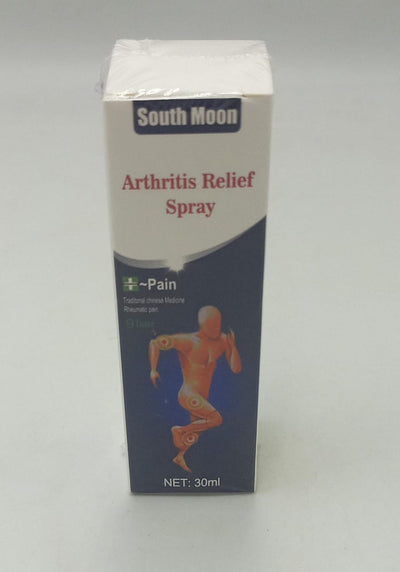 South Moon
Arthritis Relief
Spray
~Pain
Traditional chinese Medicine
Rheumatic pain
NET: 30ml